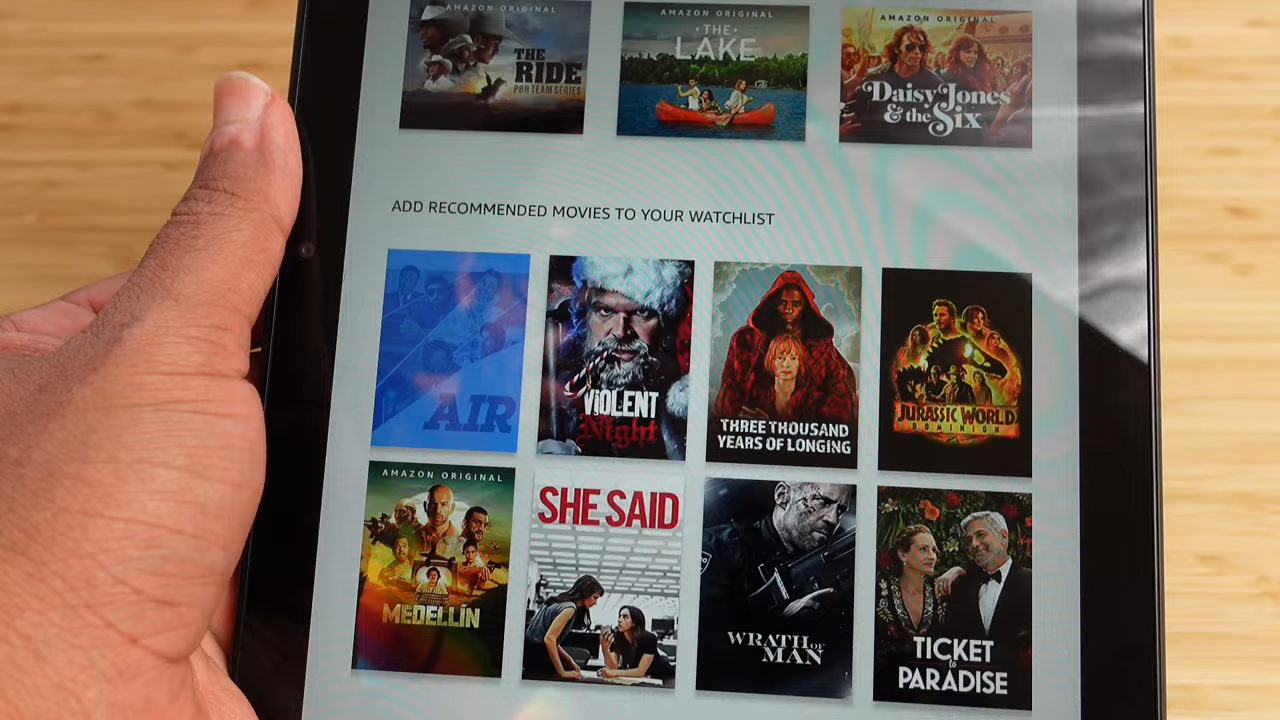 AMAZON ORIGINAL
THE
RIDE
PBR TEAM SERIES
AMAZON ORIGINAL
·THE·
LAKE
AMAZON ORIGINAL
Daisy Jones
& the Six
ADD RECOMMENDED MOVIES TO YOUR WATCHLIST
AIR
VIOLENT
Night
THREE THOUSAND
YEARS OF LONGING
JURASSIC WORLD
DOMINION
AMAZON ORIGINAL
MEDELLÍN
SHE SAID
WRATH OF
MAN
TICKET
to
PARADISE